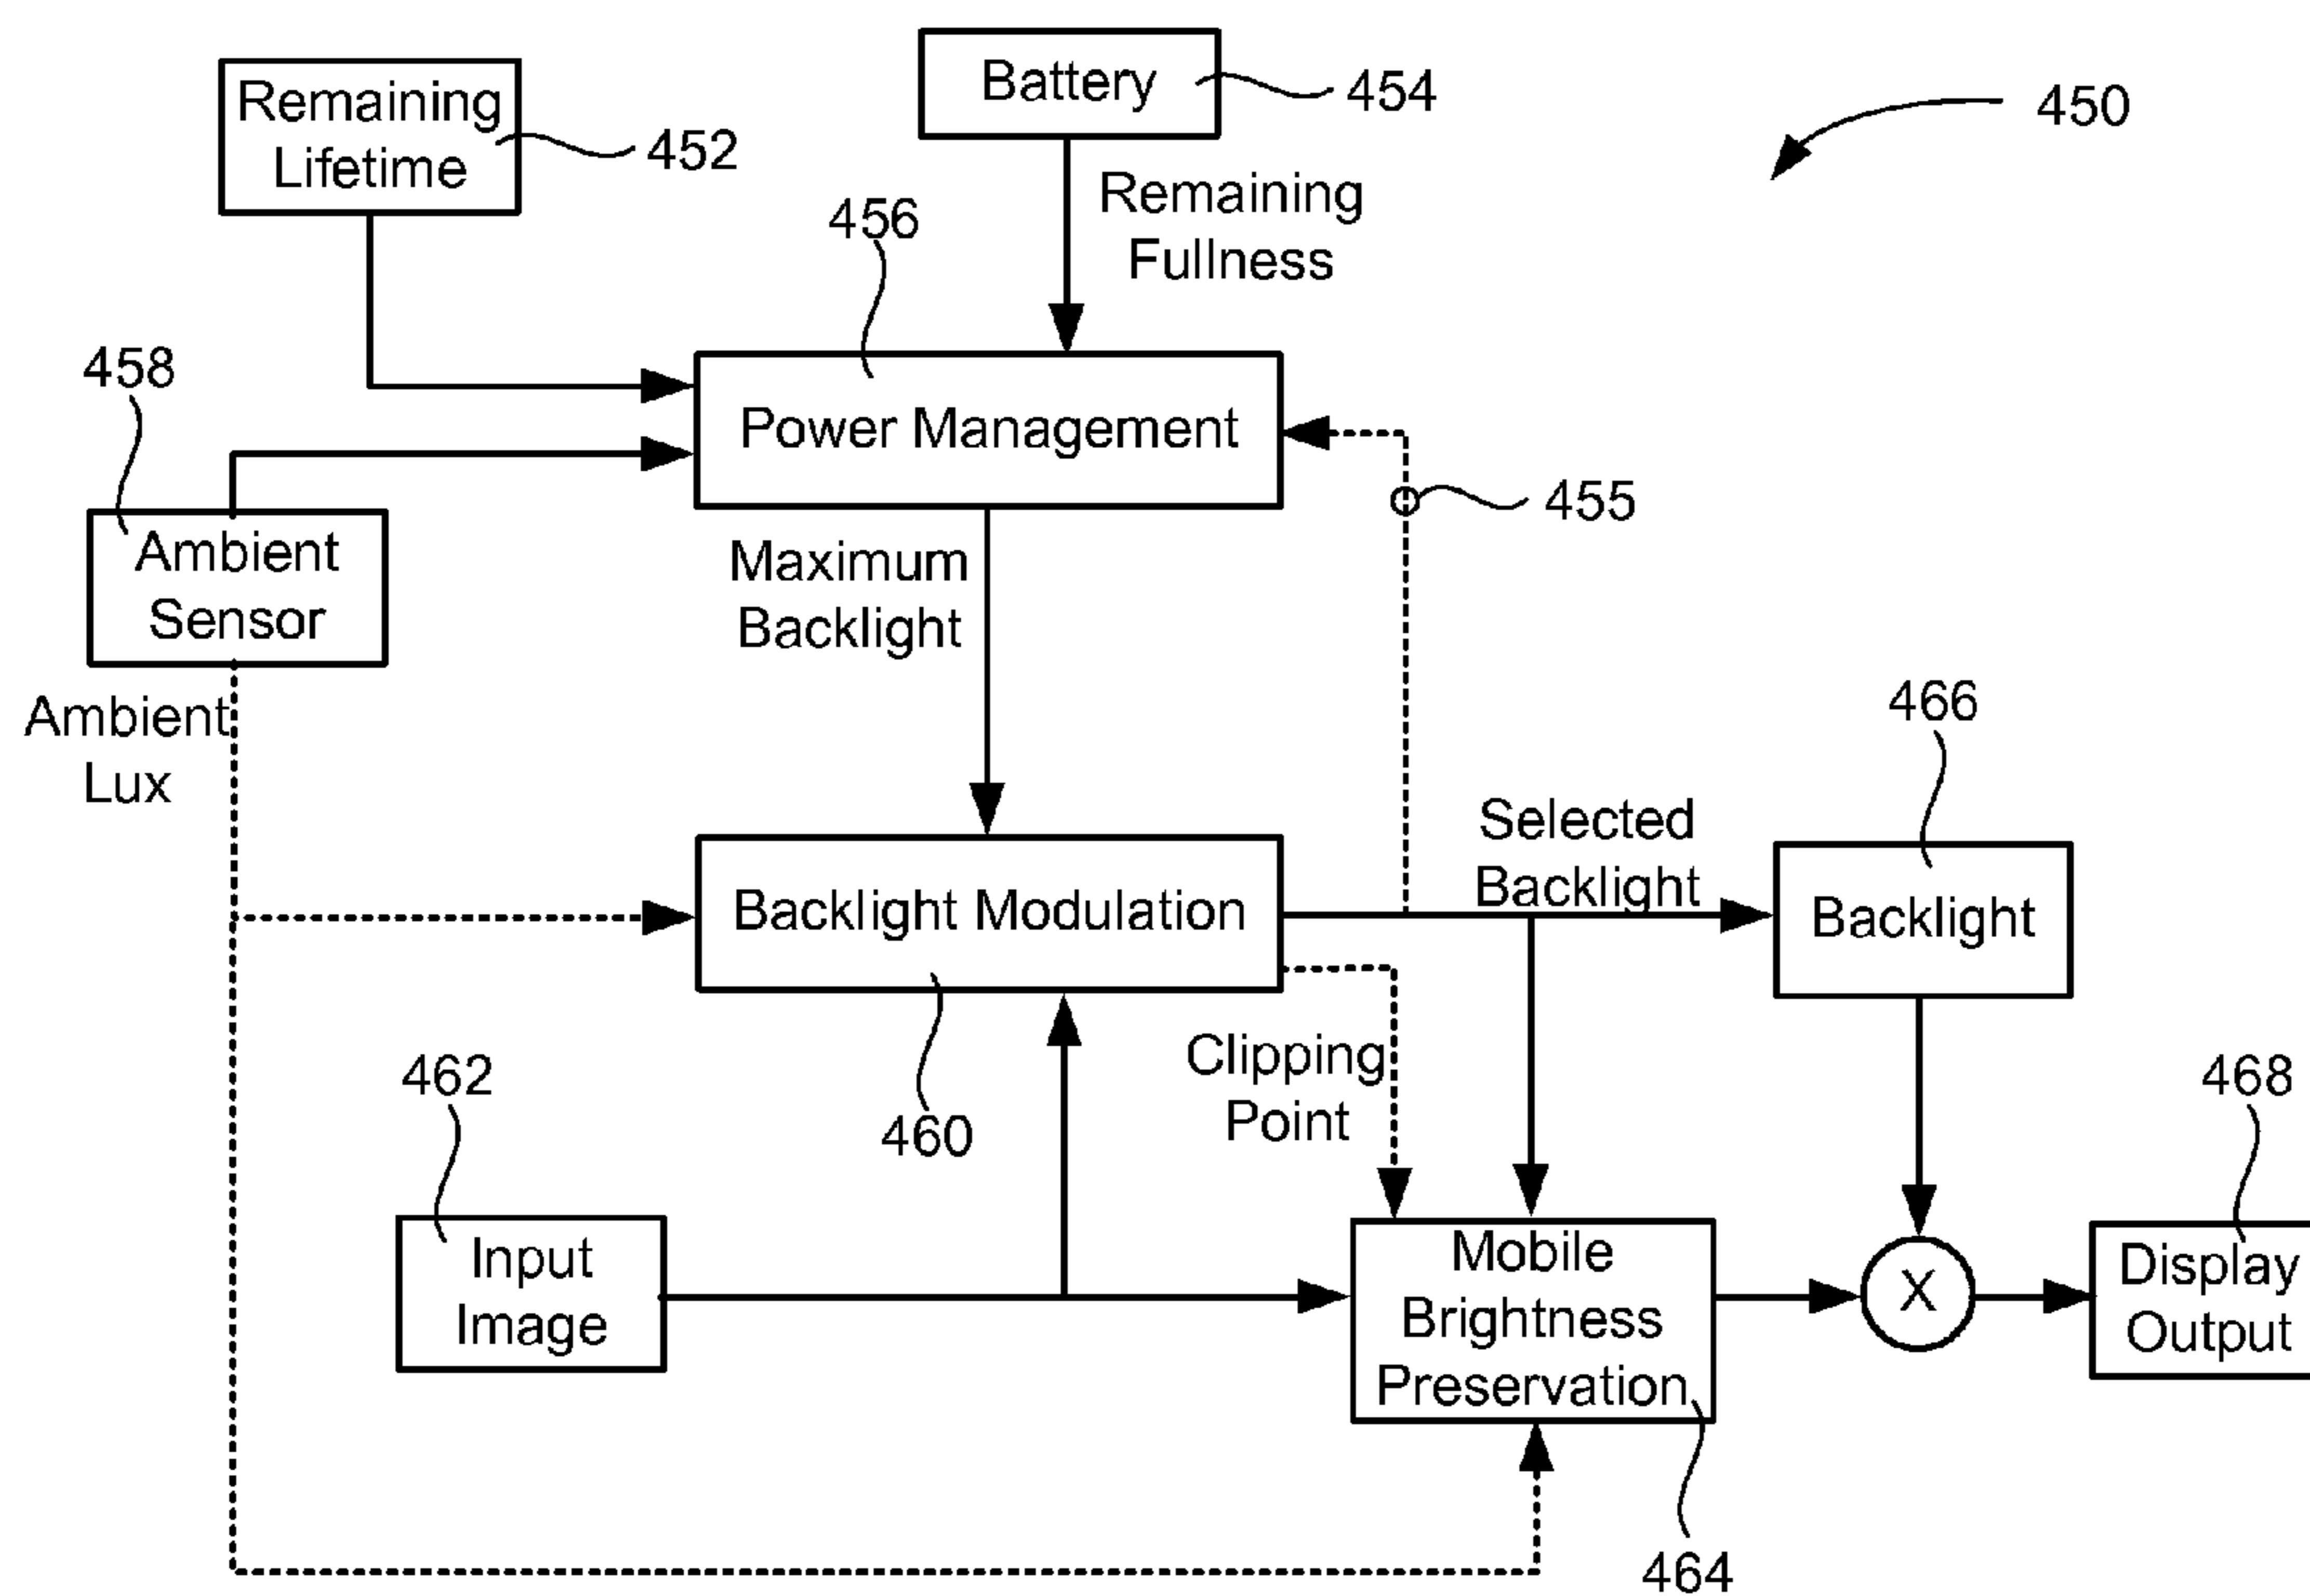 Remaining
Lifetime
452
Battery
454
450
Remaining
Fullness
456
458
Power Management
455
Ambient
Sensor
Maximum
Backlight
Ambient
Lux
466
Selected
Backlight
Backlight Modulation
Backlight
462
460
Clipping
Point
468
Input
Image
Mobile
Brightness
Preservation
X
Display
Output
464